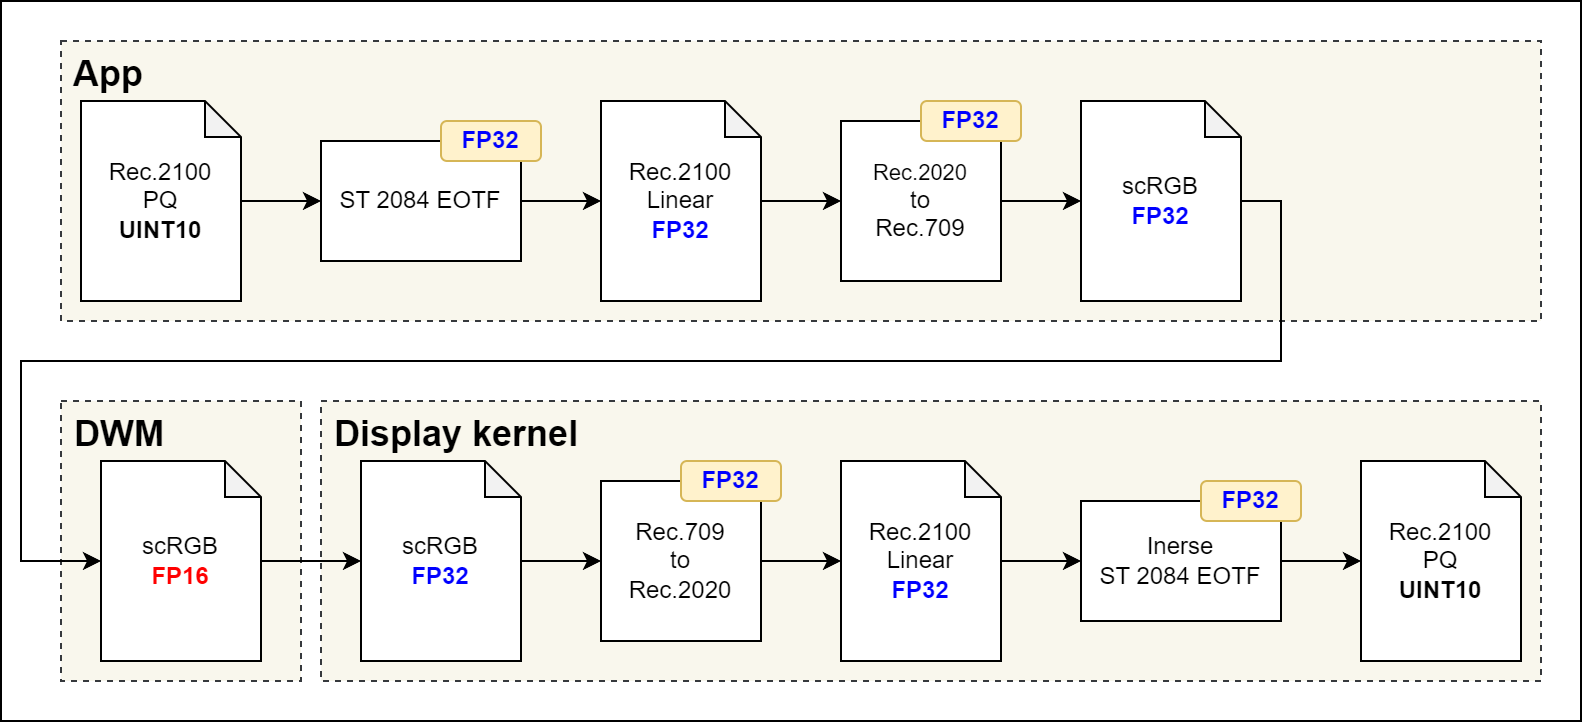 App
Rec.2100
PQ
UINT10
FP32
ST 2084 EOTF
Rec.2100
Linear
FP32
FP32
Rec.2020
to
Rec.709
scRGB
FP32
DWM
scRGB
FP16
Display kernel
scRGB
FP32
FP32
Rec.709
to
Rec.2020
Rec.2100
Linear
FP32
FP32
Inerse
ST 2084 EOTF
Rec.2100
PQ
UINT10